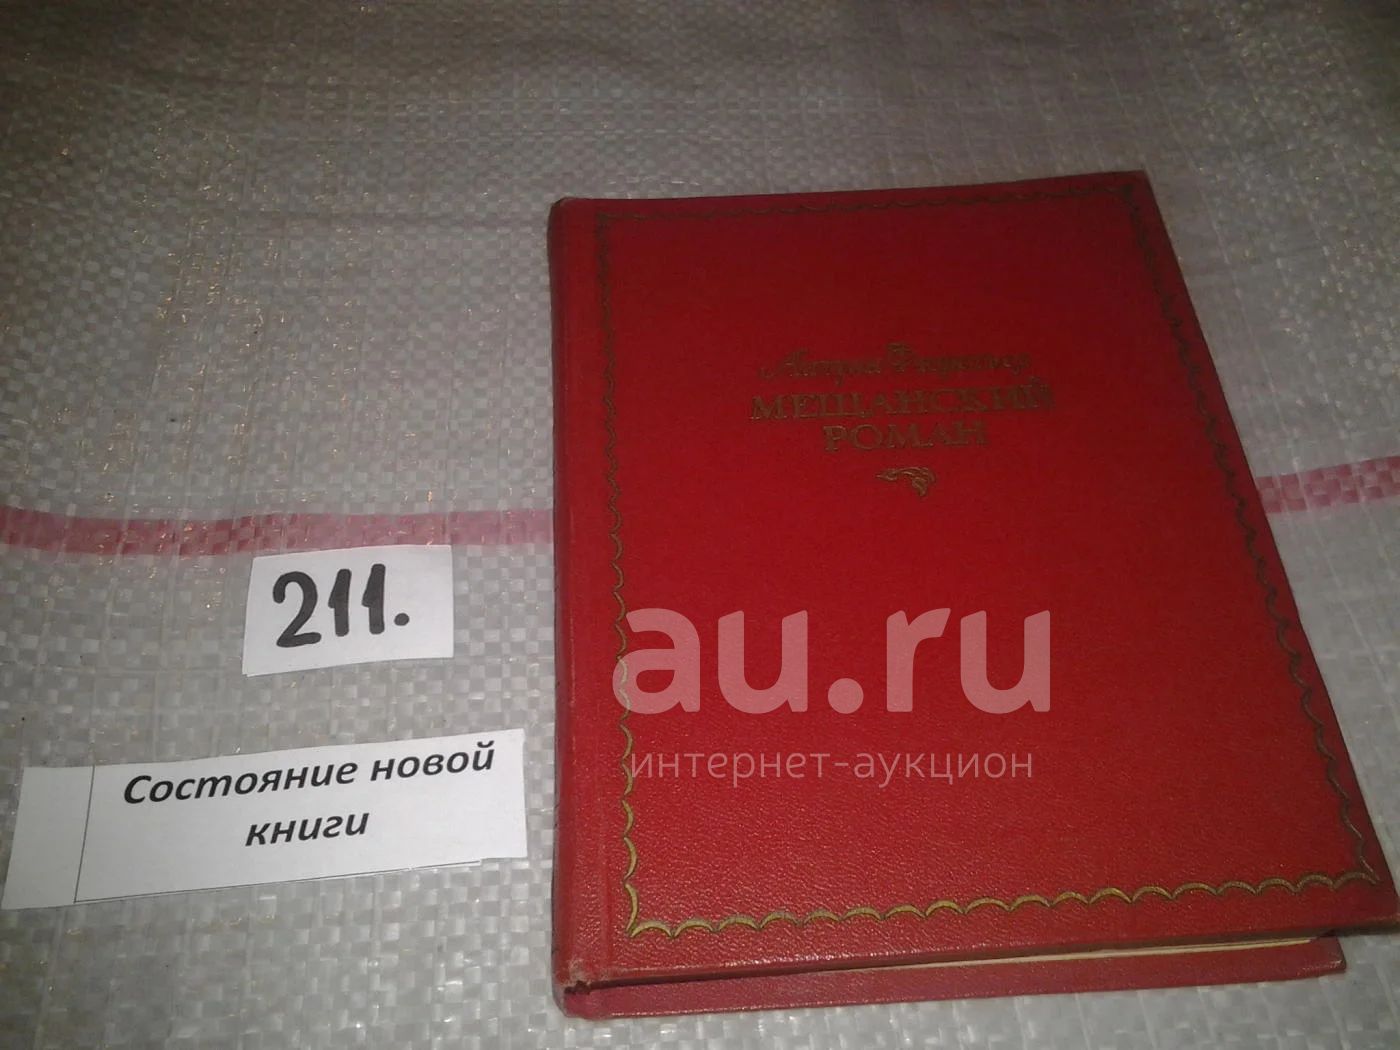 Антуан Фюретьер
МЕЩАНСКИЙ
РОМАН
211.
au.ru
интернет-аукцион
Состояние новой
книги